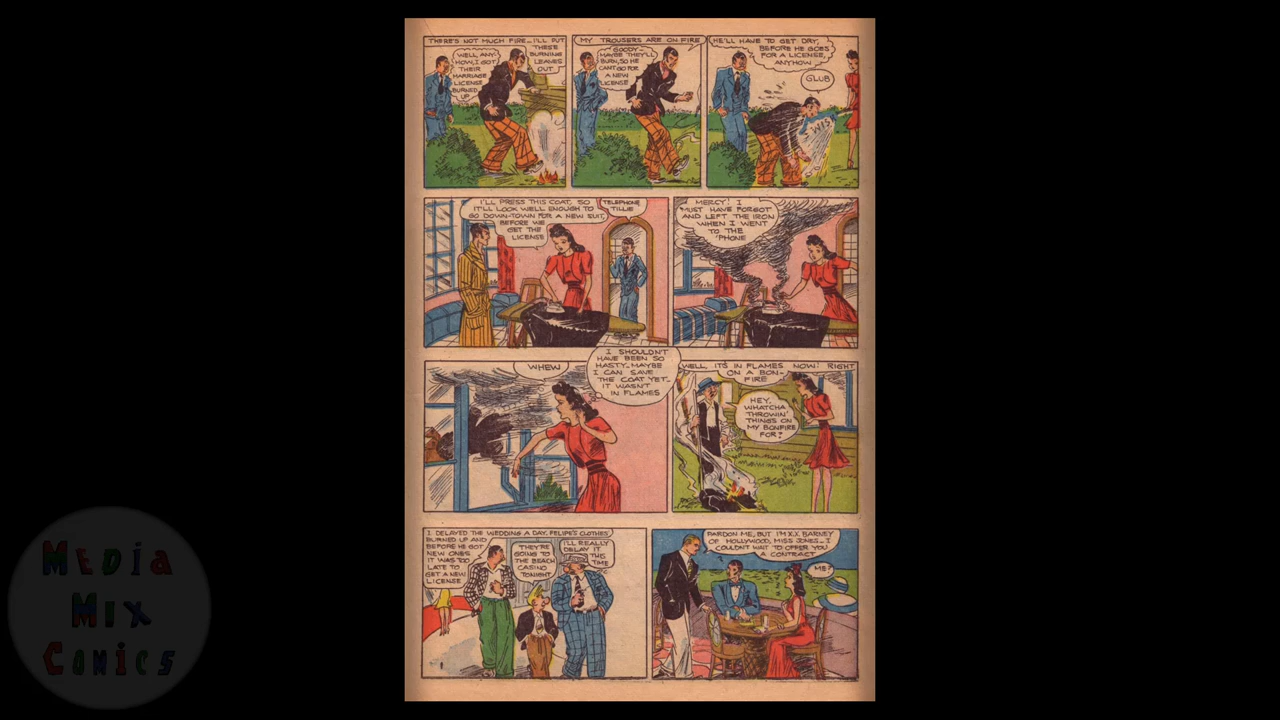 THERE'S NOT MUCH FIRE_ I'LL PUT
THESE
BURNING
LEAVES
OUT_
WELL, ANY-
HOW, I GOT
THEIR
MARRIAGE
LICENSE
BURNED
UP
MY TROUSERS ARE ON FIRE
GOODY_
MAYBE THEY'LL
BURN, SO HE
CAN'T GO FOR
A NEW
LICENSE
HE'LL HAVE TO GET DRY,
BEFORE HE GOES
FOR A LICENSE,
ANYHOW
GLUB
I'LL PRESS THIS COAT, SO
IT'LL LOOK WELL ENOUGH TO
GO DOWN-TOWN FOR A NEW SUIT,
BEFORE WE
GET THE
LICENSE
TELEPHONE
TILLIE
MERCY! I
MUST HAVE FORGOT
AND LEFT THE IRON
WHEN I WENT
TO THE
'PHONE
WHEW
I SHOULDN'T
HAVE BEEN SO
HASTY_ MAYBE
I CAN SAVE
THE COAT YET_
IT WASN'T
IN FLAMES
WELL, IT'S IN FLAMES NOW! RIGHT
ON A BON-
FIRE
HEY,
WHATCHA
THROWIN'
THINGS ON
MY BONFIRE
FOR?
I DELAYED THE WEDDING A DAY. FELIPE'S CLOTHES
BURNED UP AND
BEFORE HE GOT
NEW ONES
IT WAS TOO
LATE TO
GET A NEW
LICENSE
THEY'RE
GOING TO
THE BEACH
CASINO
TONIGHT
I'LL REALLY
DELAY IT
THIS
TIME
PARDON ME, BUT I'M X.X. BARNEY
OF HOLLYWOOD, MISS JONES_ I
COULDN'T WAIT TO OFFER YOU
A CONTRACT
ME?
MEDIA
MIX
COMICS